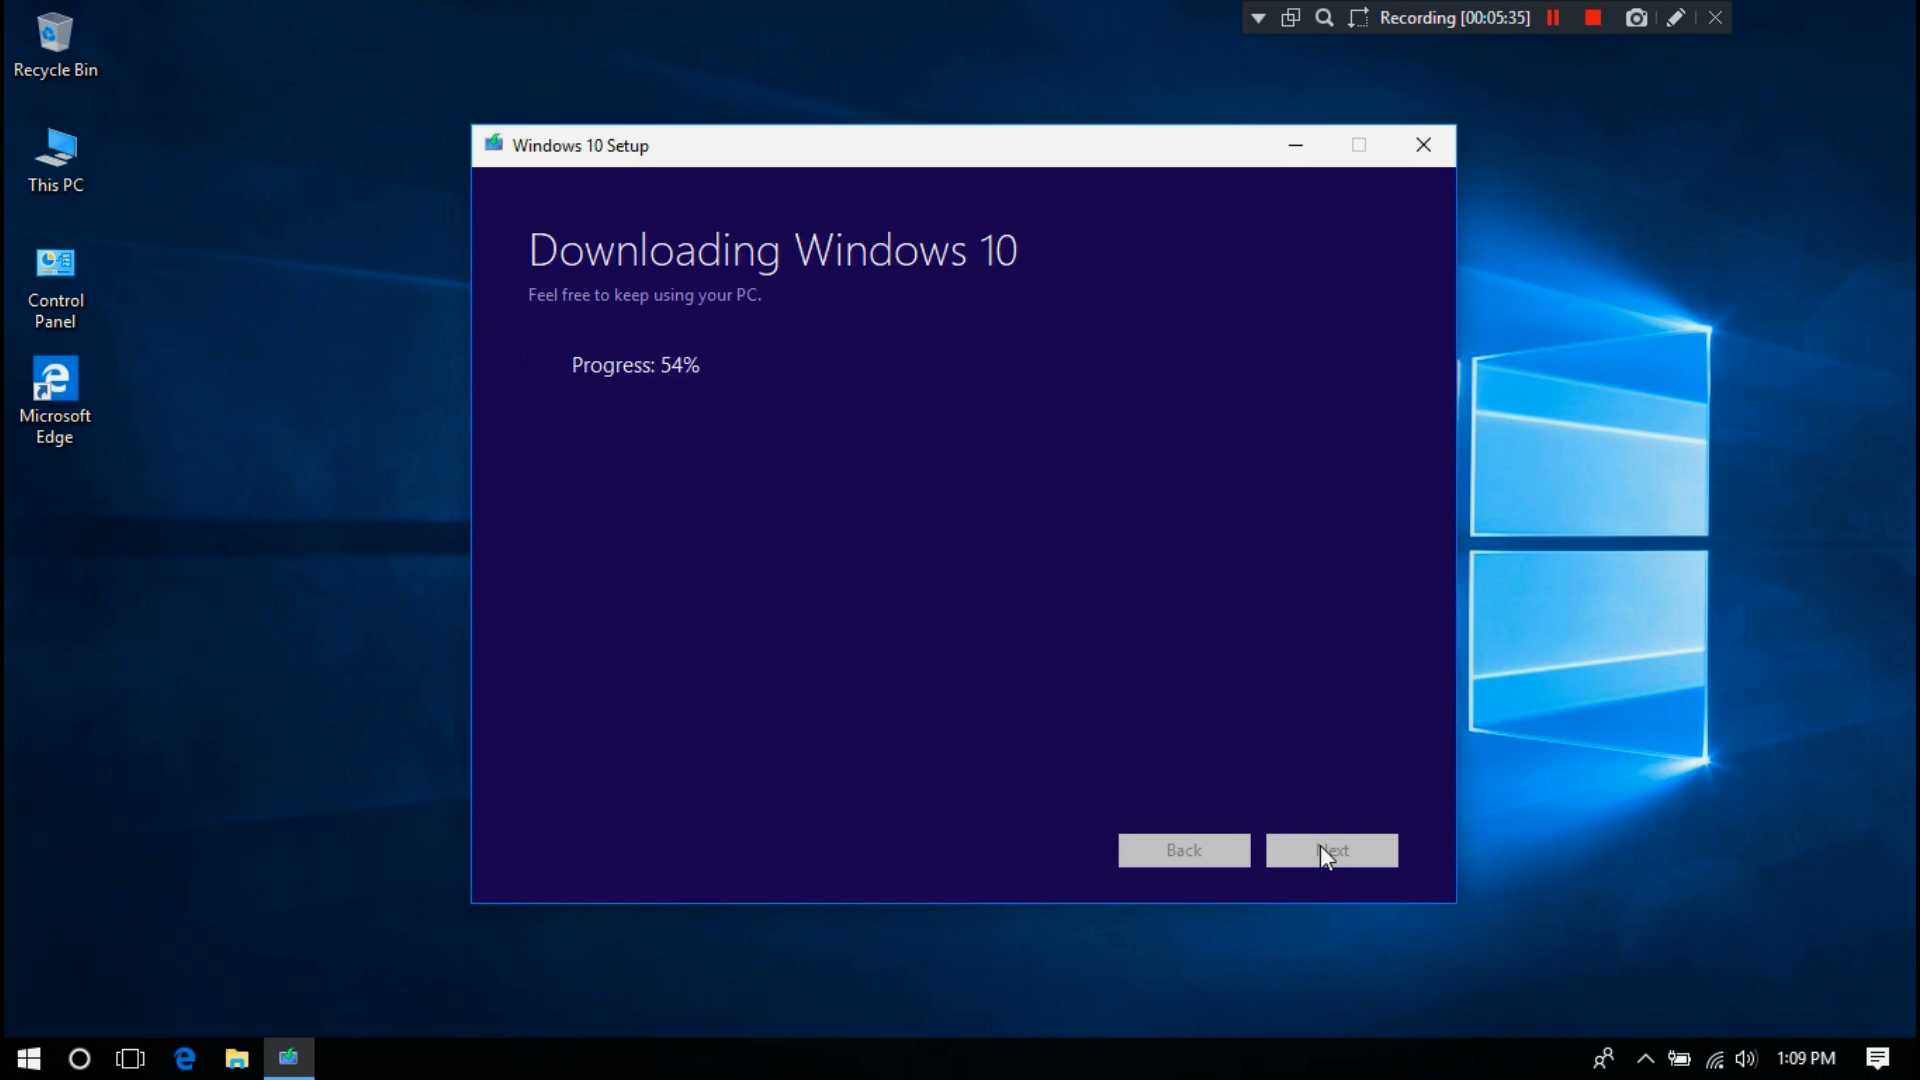 Recording [00:05:35]
Recycle Bin
This PC
Control
Panel
Microsoft
Edge
Windows 10 Setup
Downloading Windows 10
Feel free to keep using your PC.
Progress: 54%
Back
Next
1:09 PM